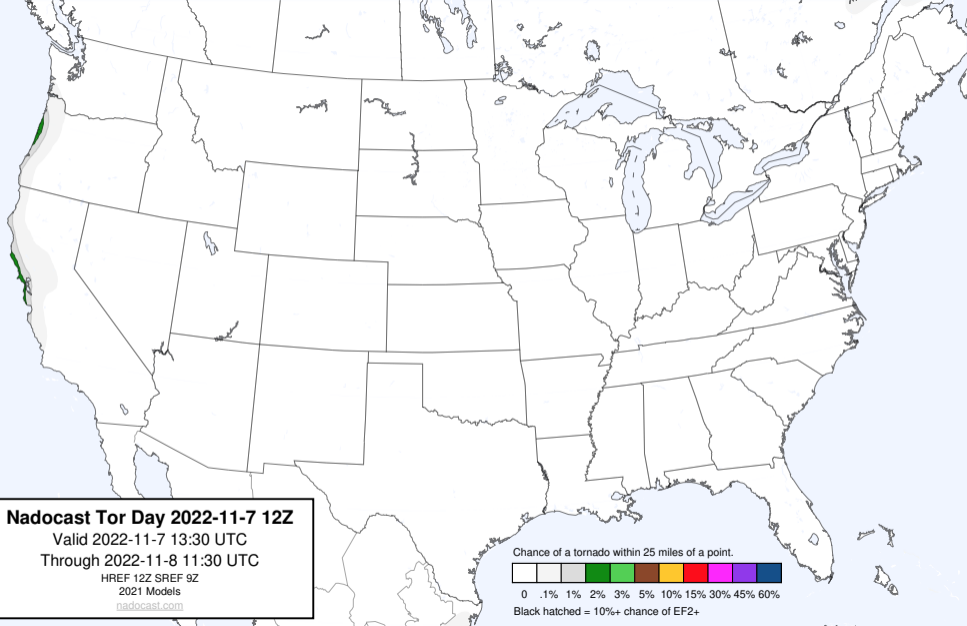 Nadocast Tor Day 2022-11-7 12Z
Valid 2022-11-7 13:30 UTC
Through 2022-11-8 11:30 UTC
HREF 12Z SREF 9Z
2021 Models
nadocast.com
Chance of a tornado within 25 miles of a point.
0 .1% 1% 2% 3% 5% 10% 15% 30% 45% 60%
Black hatched = 10%+ chance of EF2+